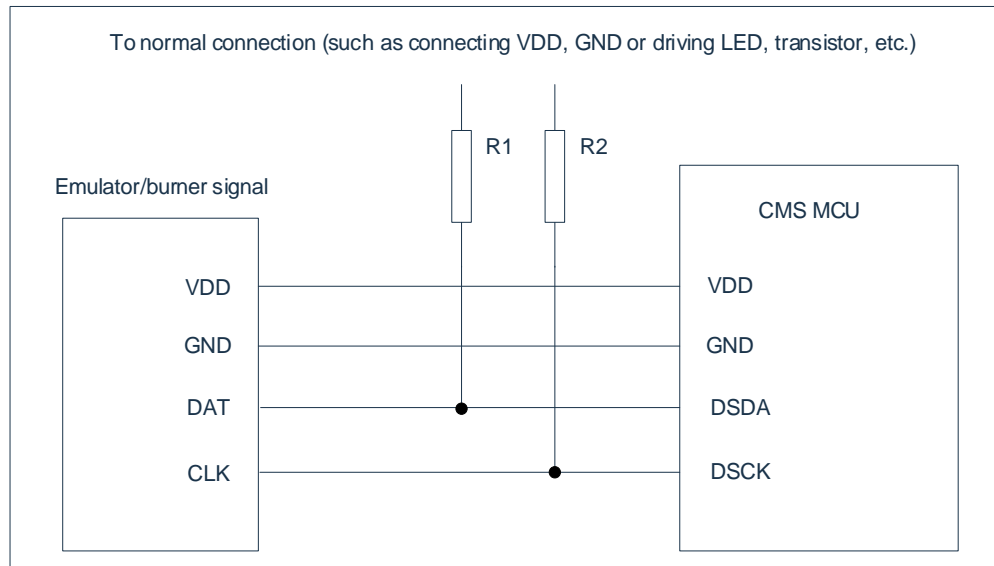 To normal connection (such as connecting VDD, GND or driving LED, transistor, etc.)
R1
R2
Emulator/burner signal
CMS MCU
VDD
VDD
GND
GND
DAT
DSDA
CLK
DSCK